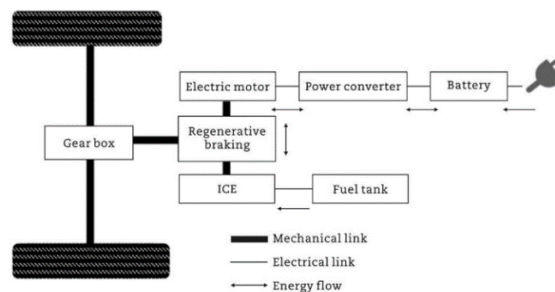 Electric motor
Power converter
Battery
Gear box
Regenerative
braking
ICE
Fuel tank
Mechanical link
Electrical link
Energy flow